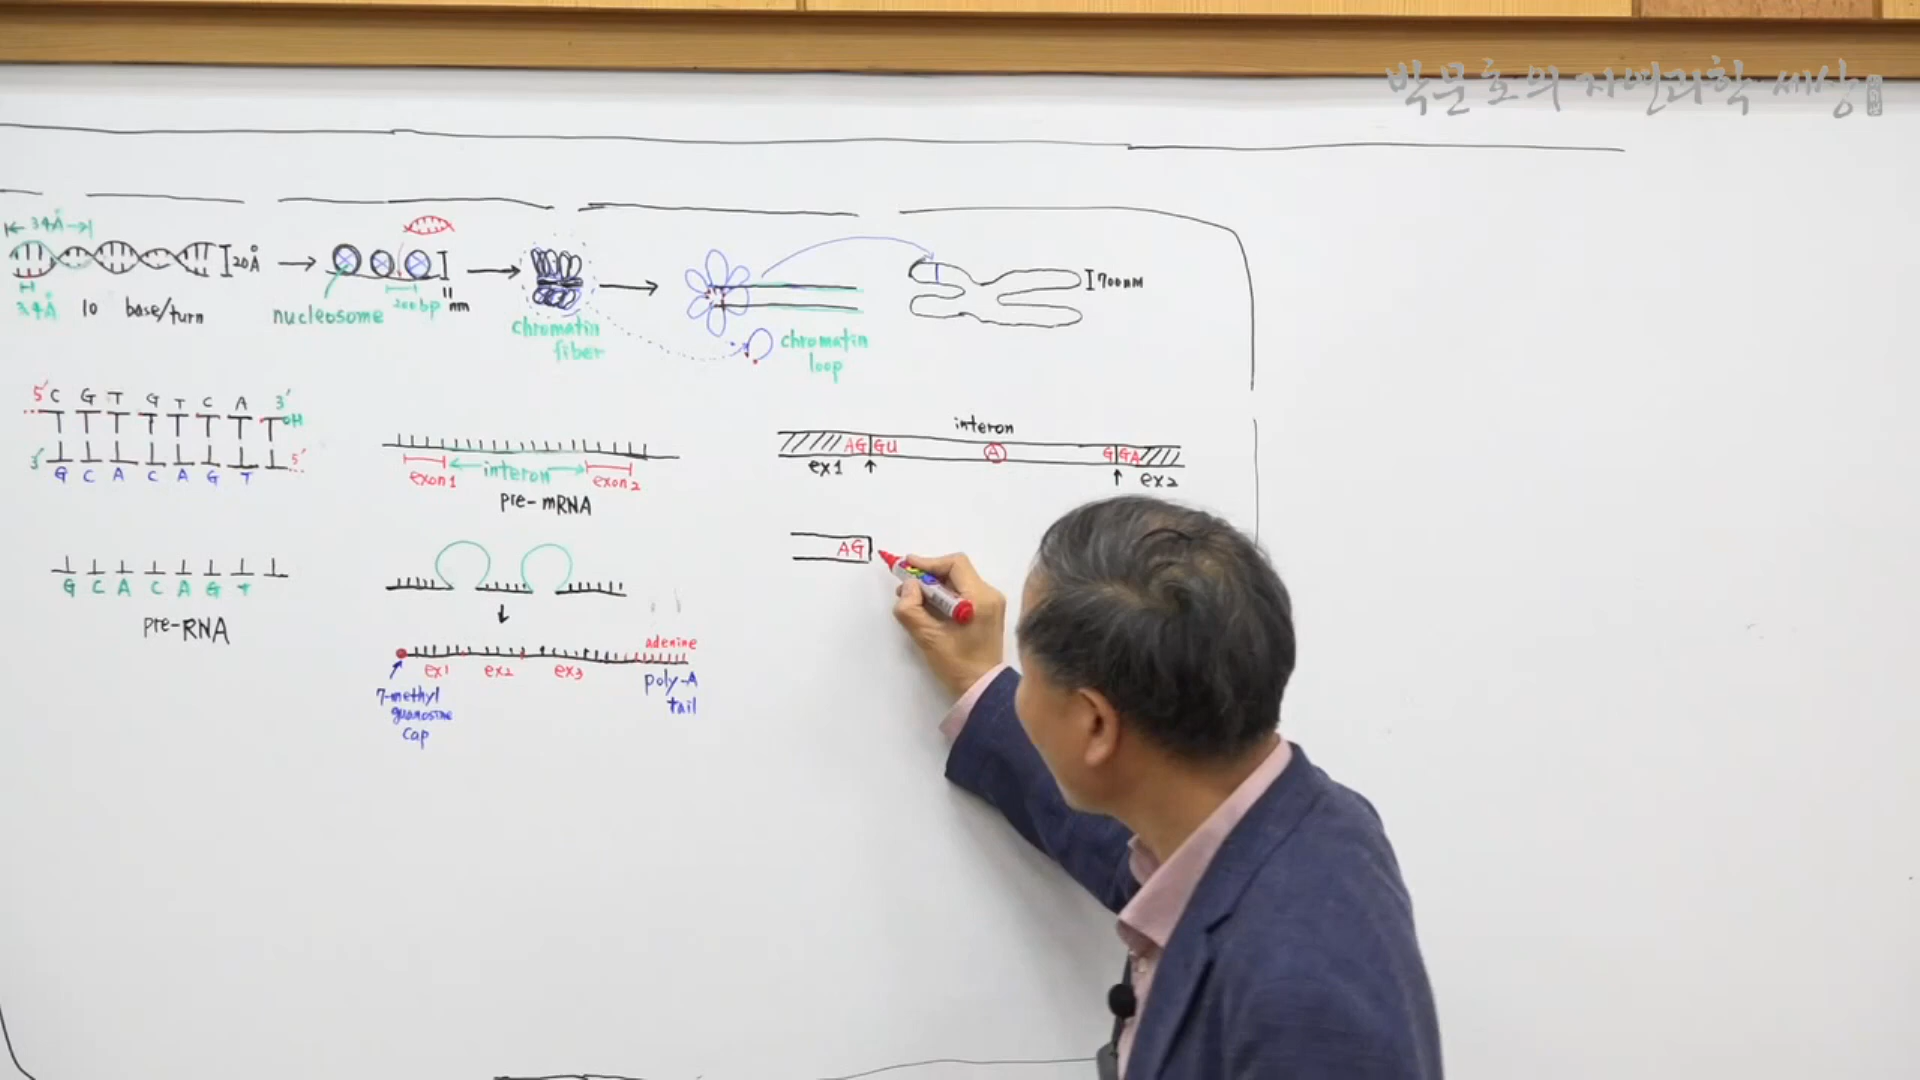 박문호의 자연과학 세상
34Å
20Å
3.4Å
10 base/turn
nucleosome
200bp
11
nm
chromatin
fiber
chromatin
loop
700nm
5′ C G T G T C A 3′
OH
3′ G C A C A G T 5′
exon1 interon exon2
pre-mRNA
interon
AG GU A G GA
ex1 ex2
AG
G C A C A G T
pre-RNA
adenine
ex1 ex2 ex3
7-methyl
guanosine
cap
poly-A
tail